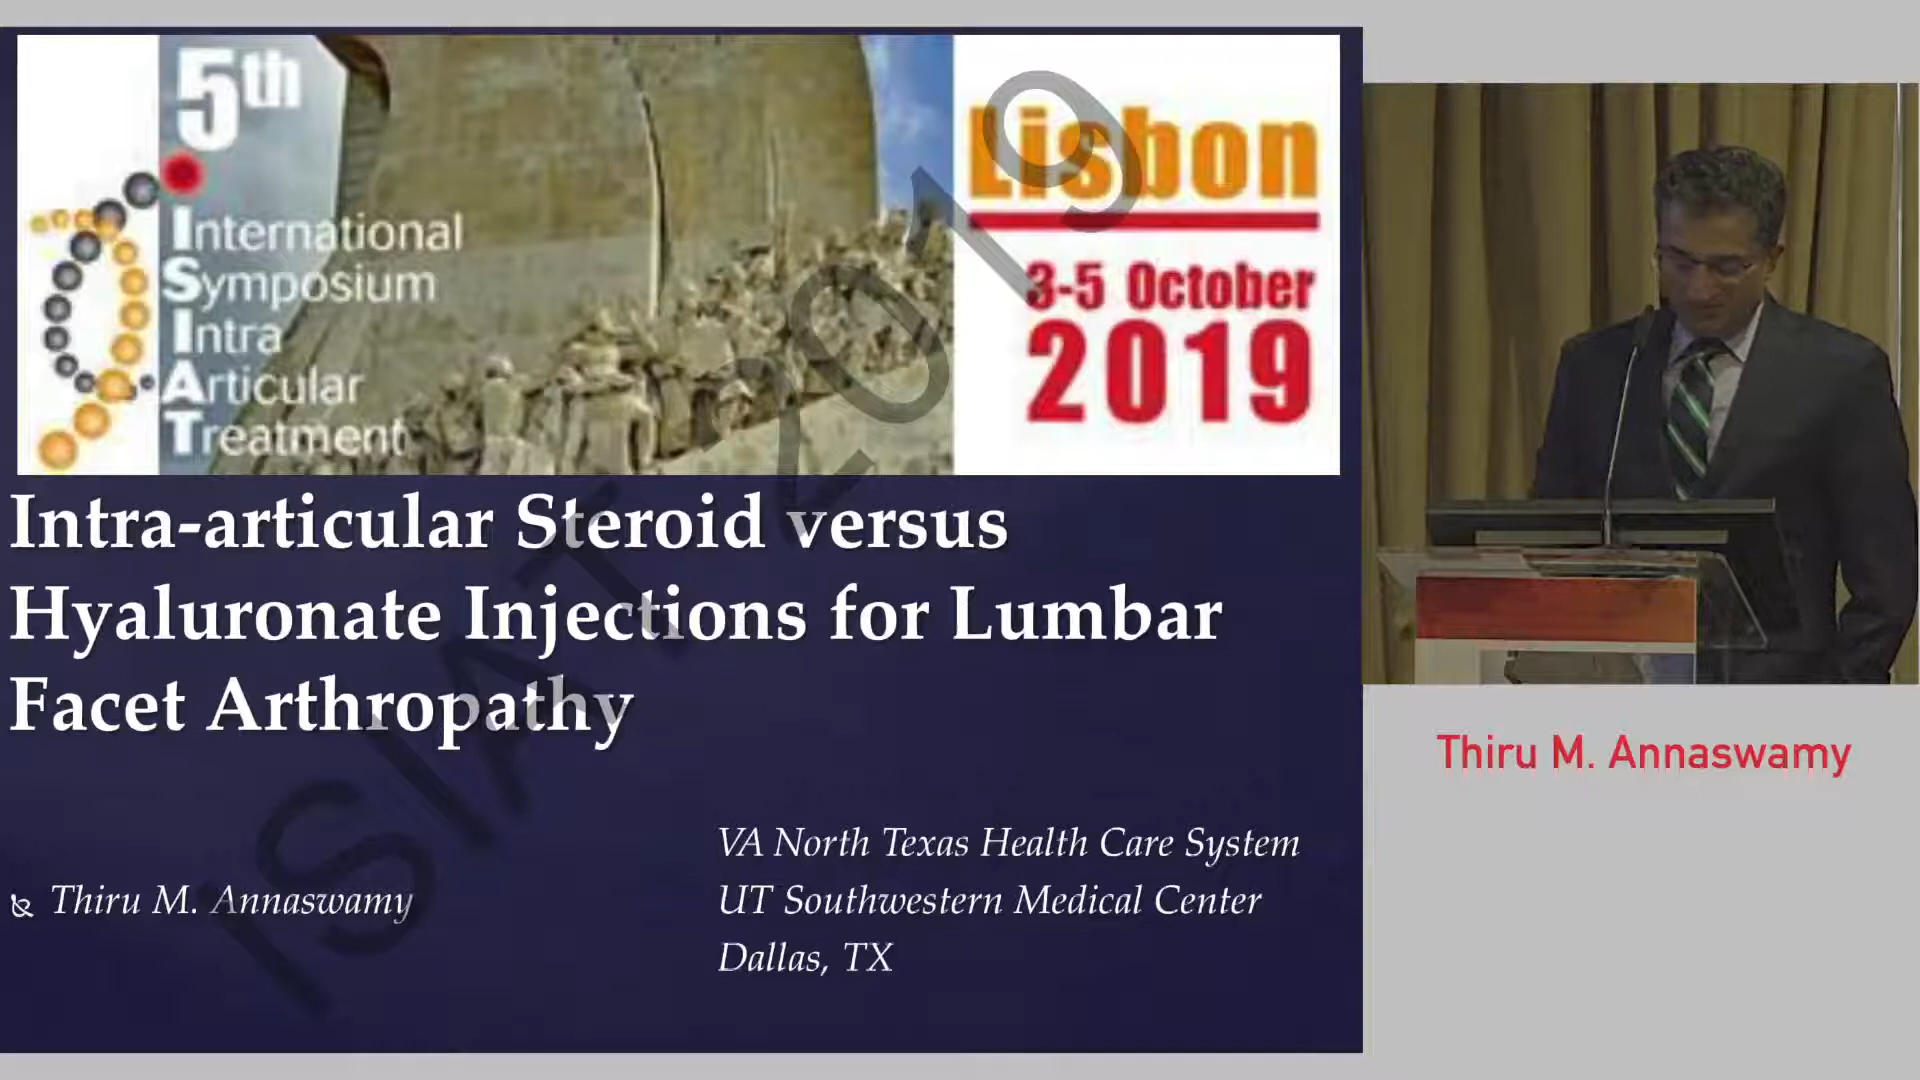 5th
International
Symposium
Intra
Articular
Treatment
Lisbon
3-5 October
2019
Intra-articular Steroid versus
Hyaluronate Injections for Lumbar
Facet Arthropathy
Thiru M. Annaswamy
VA North Texas Health Care System
UT Southwestern Medical Center
Dallas, TX
Thiru M. Annaswamy
ISIAT 2019